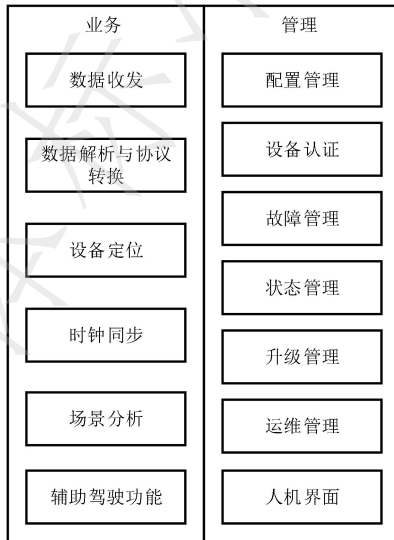 业务
数据收发
数据解析与协议
转换
设备定位
时钟同步
场景分析
辅助驾驶功能
管理
配置管理
设备认证
故障管理
状态管理
升级管理
运维管理
人机界面